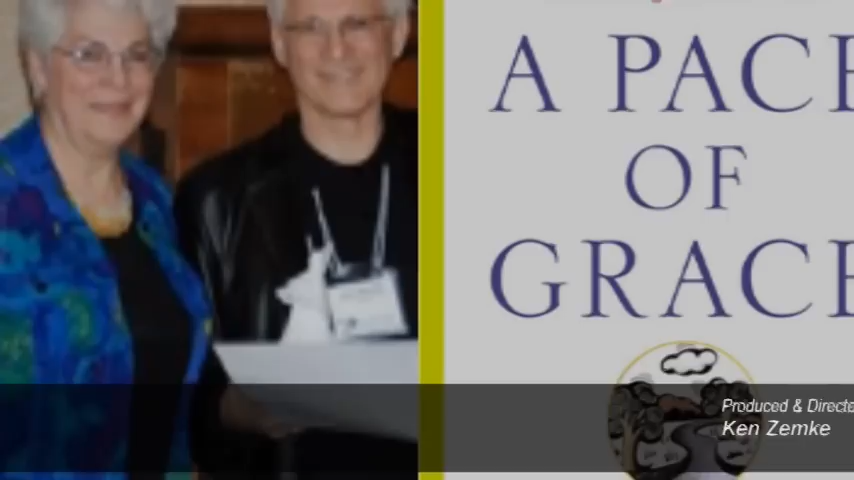 A PACE
OF
GRACE
Produced & Directe
Ken Zemke